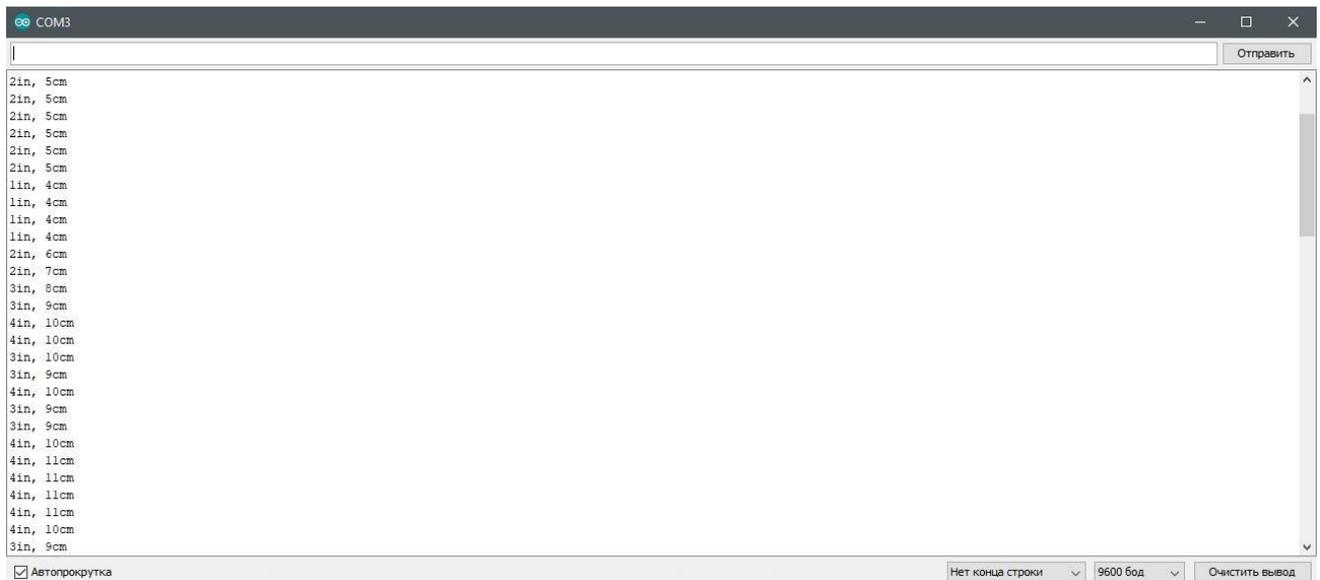 COM3
Отправить
2in, 5cm
2in, 5cm
2in, 5cm
2in, 5cm
2in, 5cm
2in, 5cm
1in, 4cm
1in, 4cm
1in, 4cm
1in, 4cm
2in, 6cm
2in, 7cm
3in, 8cm
3in, 9cm
4in, 10cm
4in, 10cm
3in, 10cm
3in, 9cm
4in, 10cm
3in, 9cm
3in, 9cm
4in, 10cm
4in, 11cm
4in, 11cm
4in, 11cm
4in, 11cm
4in, 10cm
3in, 9cm
Автопрокрутка Нет конца строки 9600 бод Очистить вывод